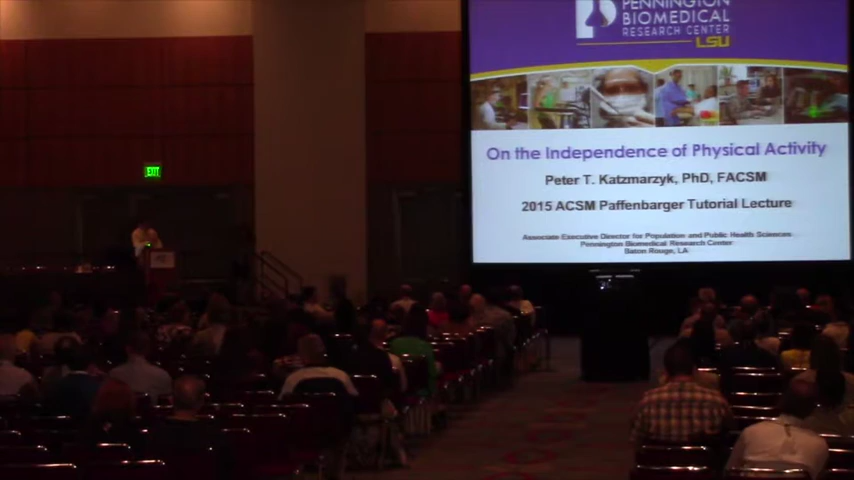 PENNINGTON
BIOMEDICAL
RESEARCH CENTER
LSU
On the Independence of Physical Activity
Peter T. Katzmarzyk, PhD, FACSM
2015 ACSM Paffenbarger Tutorial Lecture
Associate Executive Director for Population and Public Health Sciences
Pennington Biomedical Research Center
Baton Rouge, LA
EXIT